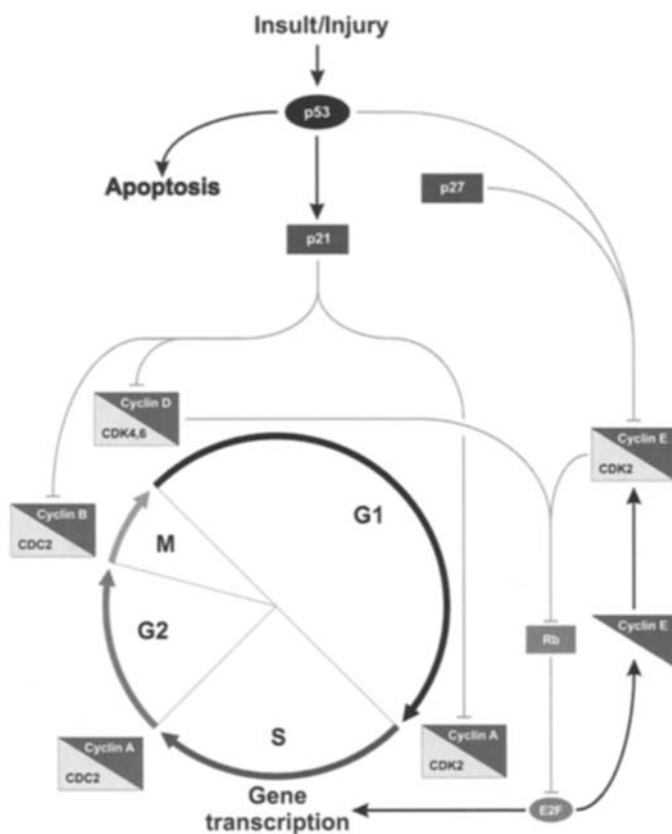 Insult/Injury
p53
Apoptosis
p27
p21
Cyclin D
CDK4,6
Cyclin E
CDK2
G1
Cyclin B
CDC2
M
G2
Rb
Cyclin E
S
Cyclin A
CDC2
Cyclin A
CDK2
Gene
transcription
E2F